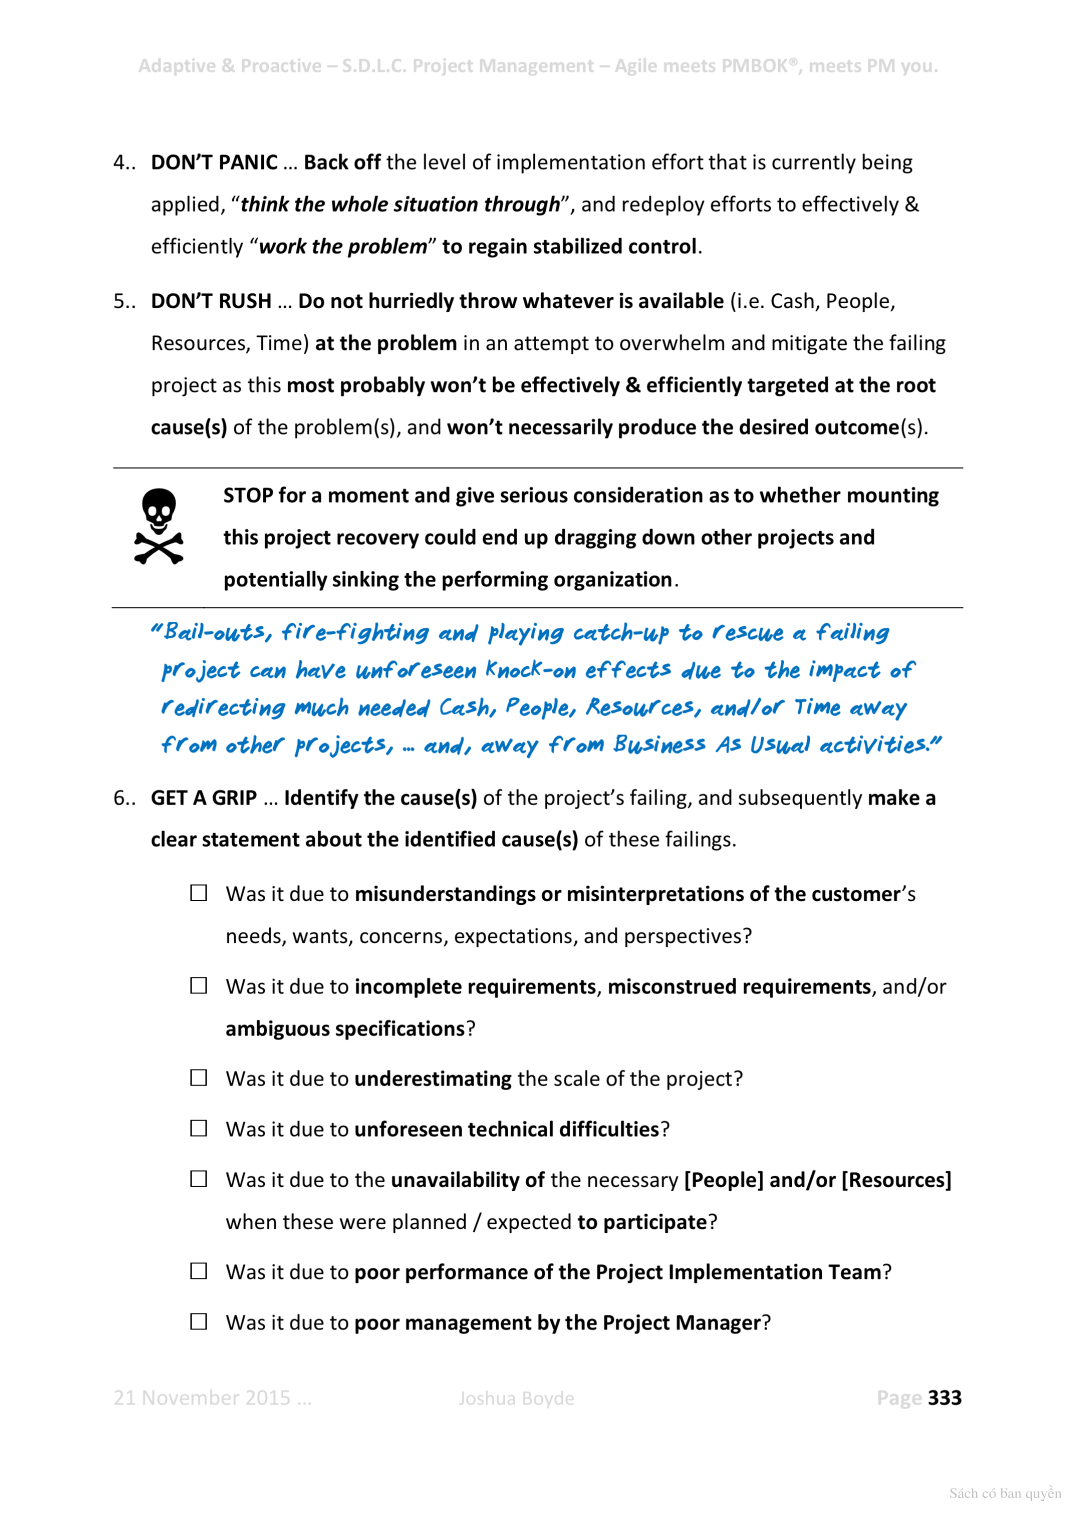 Adaptive & Proactive – S.D.L.C. Project Management – Agile meets PMBOK®, meets PM you.
4.. DON’T PANIC ... Back off the level of implementation effort that is currently being
applied, “think the whole situation through”, and redeploy efforts to effectively &
efficiently “work the problem” to regain stabilized control.
5.. DON’T RUSH ... Do not hurriedly throw whatever is available (i.e. Cash, People,
Resources, Time) at the problem in an attempt to overwhelm and mitigate the failing
project as this most probably won’t be effectively & efficiently targeted at the root
cause(s) of the problem(s), and won’t necessarily produce the desired outcome(s).
STOP for a moment and give serious consideration as to whether mounting
this project recovery could end up dragging down other projects and
potentially sinking the performing organization.
“Bail-outs, fire-fighting and playing catch-up to rescue a failing
project can have unforeseen knock-on effects due to the impact of
redirecting much needed Cash, People, Resources, and/or Time away
from other projects, ... and, away from Business As Usual activities.”
6.. GET A GRIP ... Identify the cause(s) of the project’s failing, and subsequently make a
clear statement about the identified cause(s) of these failings.
☐ Was it due to misunderstandings or misinterpretations of the customer’s
needs, wants, concerns, expectations, and perspectives?
☐ Was it due to incomplete requirements, misconstrued requirements, and/or
ambiguous specifications?
☐ Was it due to underestimating the scale of the project?
☐ Was it due to unforeseen technical difficulties?
☐ Was it due to the unavailability of the necessary [People] and/or [Resources]
when these were planned / expected to participate?
☐ Was it due to poor performance of the Project Implementation Team?
☐ Was it due to poor management by the Project Manager?
21 November 2015 ... Joshua Boyde Page 333
Sách có bản quyền